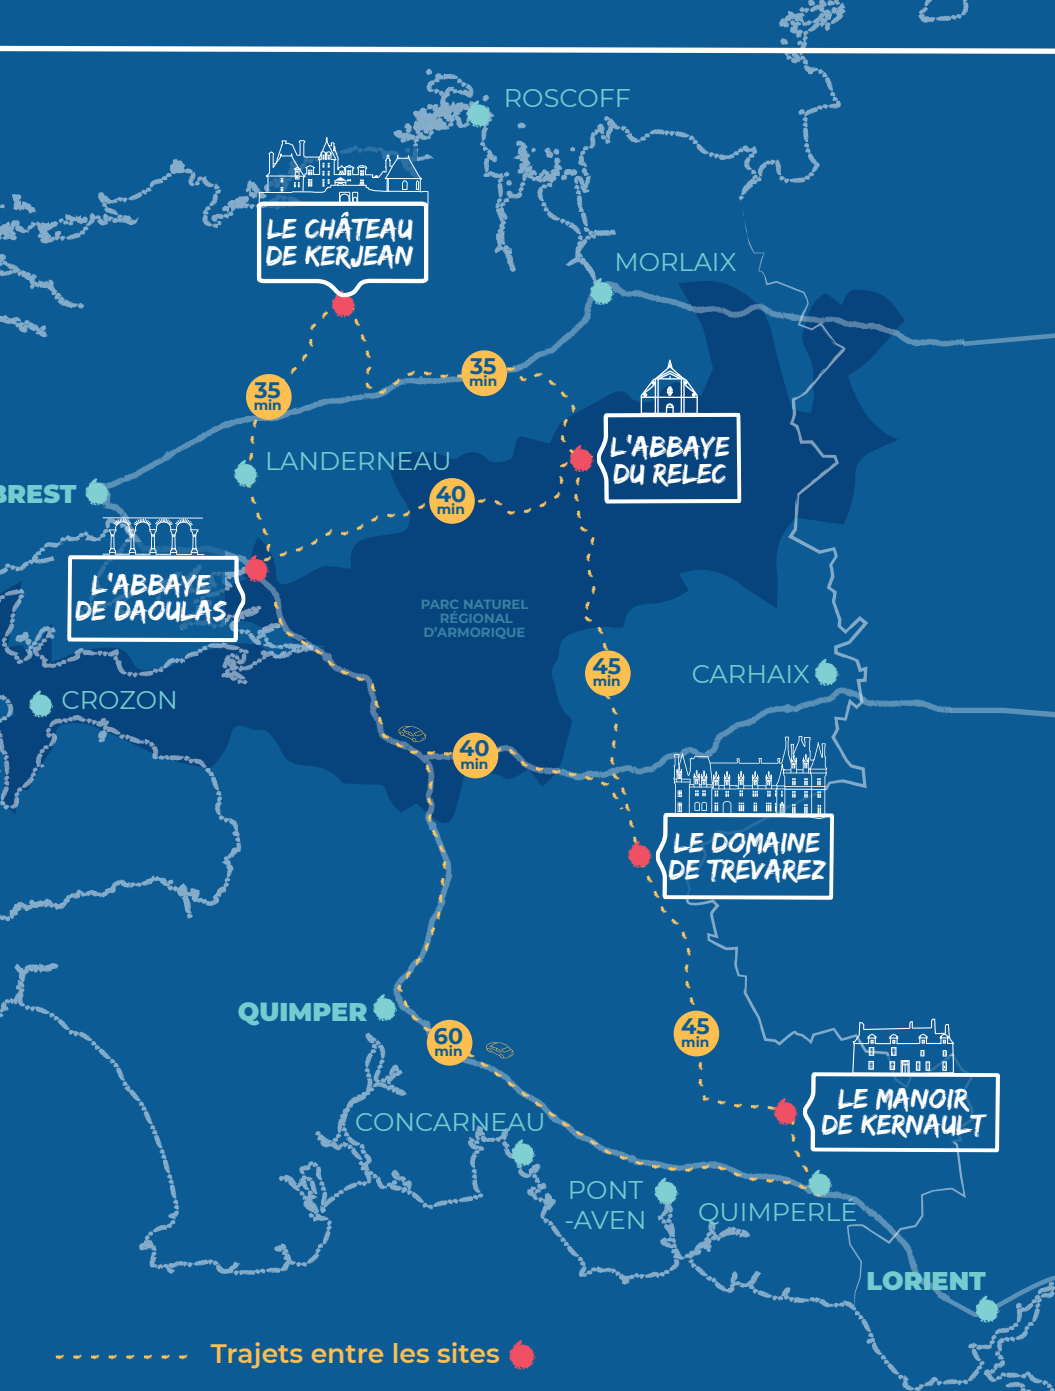 ROSCOFF
LE CHÂTEAU
DE KERJEAN
MORLAIX
35
min
35
min
L'ABBAYE
DU RELEC
LANDERNEAU
BREST
40
min
L'ABBAYE
DE DAOULAS
PARC NATUREL
RÉGIONAL
D'ARMORIQUE
45
min
CARHAIX
CROZON
40
min
LE DOMAINE
DE TRÉVAREZ
QUIMPER
60
min
45
min
LE MANOIR
DE KERNAULT
CONCARNEAU
PONT
-AVEN
QUIMPERLÉ
LORIENT
Trajets entre les sites